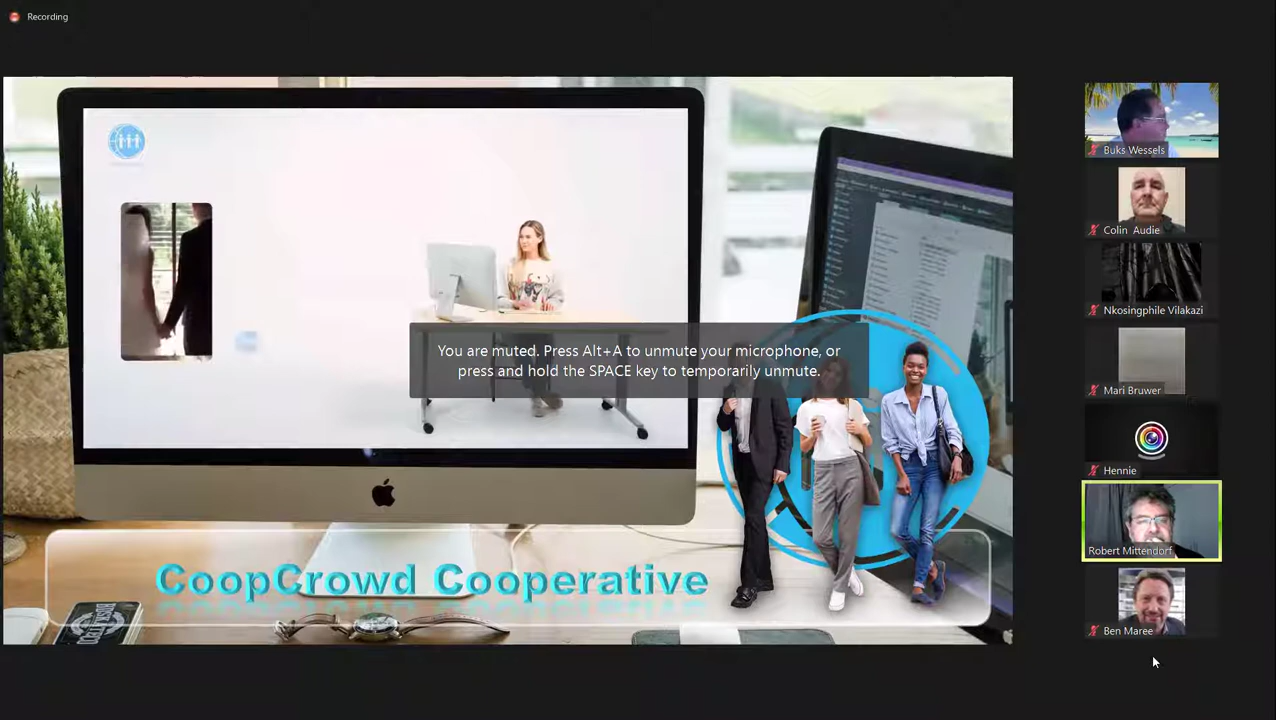 Recording
Buks Wessels
Colin Audie
Nkosingphile Vilakazi
Mari Bruwer
Hennie
Robert Mittendorf
Ben Maree
You are muted. Press Alt+A to unmute your microphone, or
press and hold the SPACE key to temporarily unmute.
CoopCrowd Cooperative